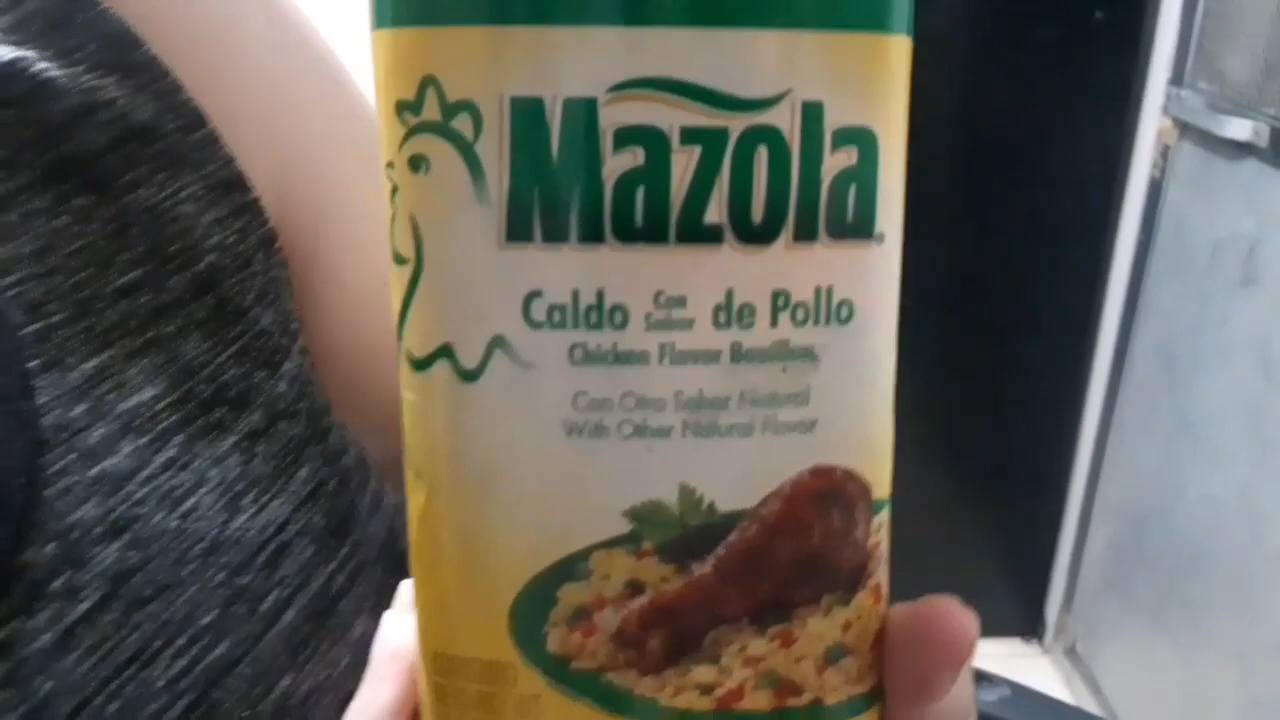 Mazola
Caldo Con Sabor de Pollo
Chicken Flavor Bouillon
Con Otro Sabor Natural
With Other Natural Flavor